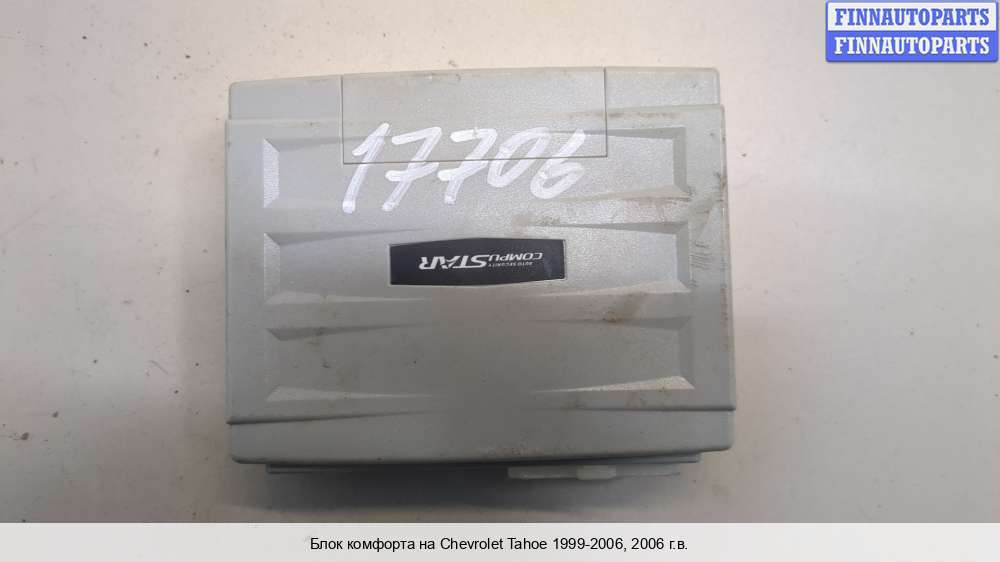 FINNAUTOPARTS
FINNAUTOPARTS
17706
COMPUSTAR
AUTO SECURITY
Блок комфорта на Chevrolet Tahoe 1999-2006, 2006 г.в.